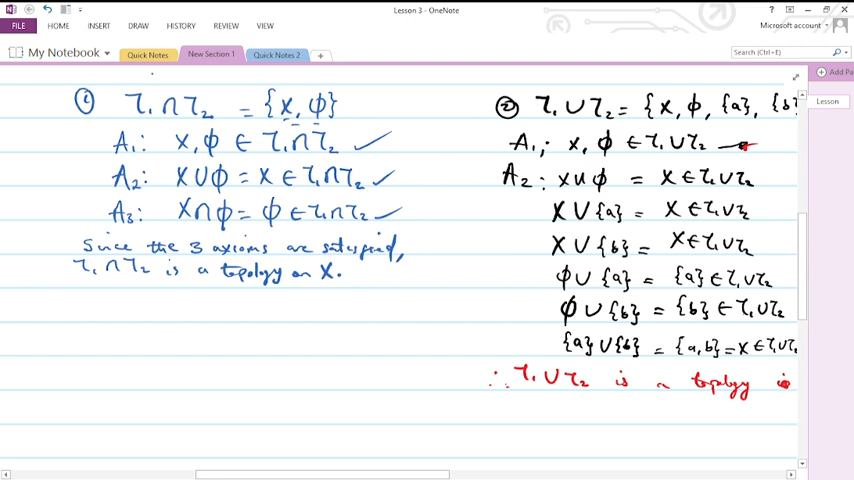 Lesson 3 - OneNote
FILE HOME INSERT DRAW HISTORY REVIEW VIEW
Microsoft account
My Notebook Quick Notes New Section 1 Quick Notes 2 +
Search (Ctrl+E)
Add Pa
Lesson
① τ₁∩τ₂ = {X, ϕ}
A₁: X, ϕ ∈ τ₁∩τ₂ ✓
A₂: X∪ϕ = X ∈ τ₁∩τ₂ ✓
A₃: X∩ϕ = ϕ ∈ τ₁∩τ₂ ✓
Since the 3 axioms are satisfied,
τ₁∩τ₂ is a topology on X.
② τ₁∪τ₂ = {X, ϕ, {a}, {b}
A₁: X, ϕ ∈ τ₁∪τ₂
A₂: X∪ϕ = X ∈ τ₁∪τ₂
X∪{a} = X ∈ τ₁∪τ₂
X∪{b} = X ∈ τ₁∪τ₂
ϕ∪{a} = {a} ∈ τ₁∪τ₂
ϕ∪{b} = {b} ∈ τ₁∪τ₂
{a}∪{b} = {a,b} = X ∈ τ₁∪τ₂
∴ τ₁∪τ₂ is a topology